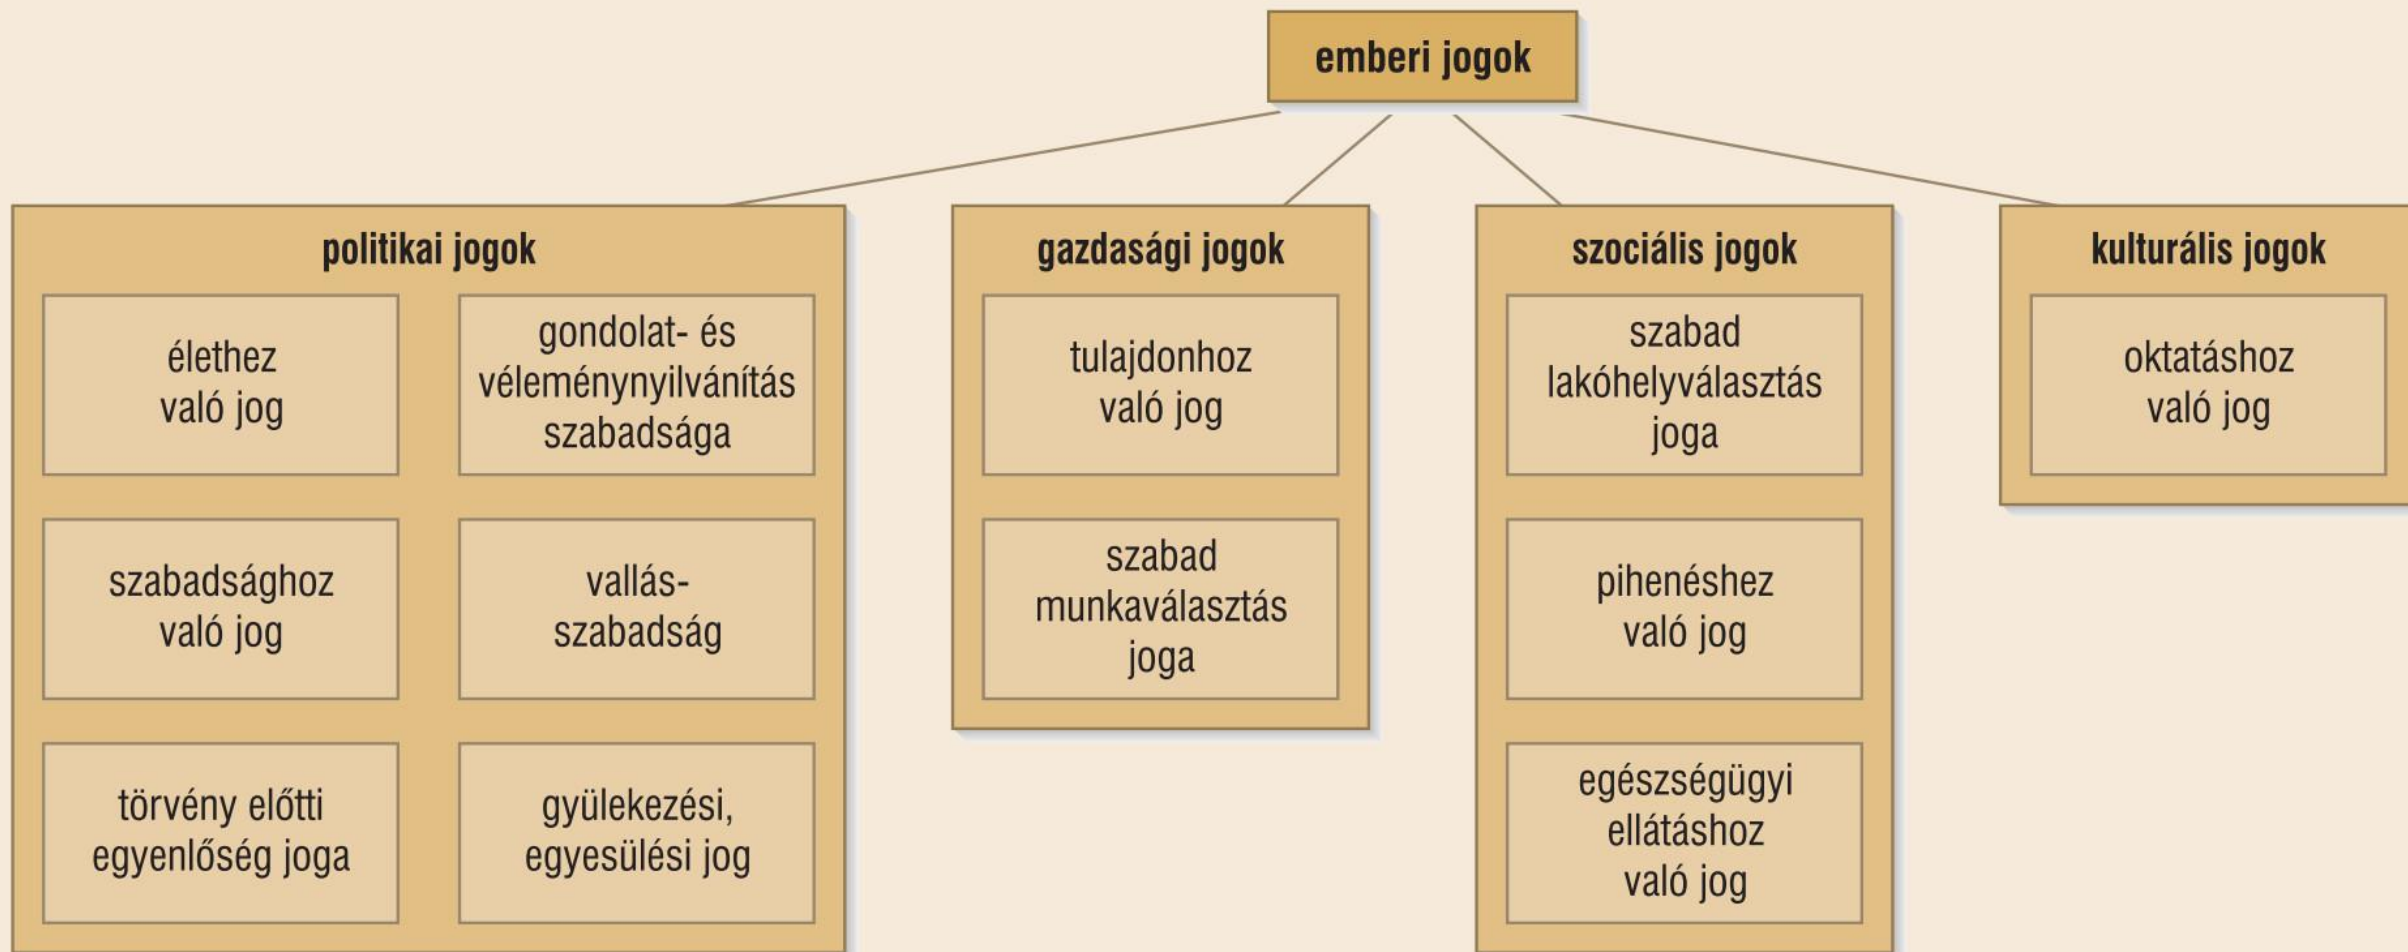 emberi jogok
politikai jogok
élethez
való jog
gondolat- és
véleménynyilvánítás
szabadsága
szabadsághoz
való jog
vallás-
szabadság
törvény előtti
egyenlőség joga
gyülekezési,
egyesülési jog
gazdasági jogok
tulajdonhoz
való jog
szabad
munkaválasztás
joga
szociális jogok
szabad
lakóhelyválasztás
joga
pihenéshez
való jog
egészségügyi
ellátáshoz
való jog
kulturális jogok
oktatáshoz
való jog